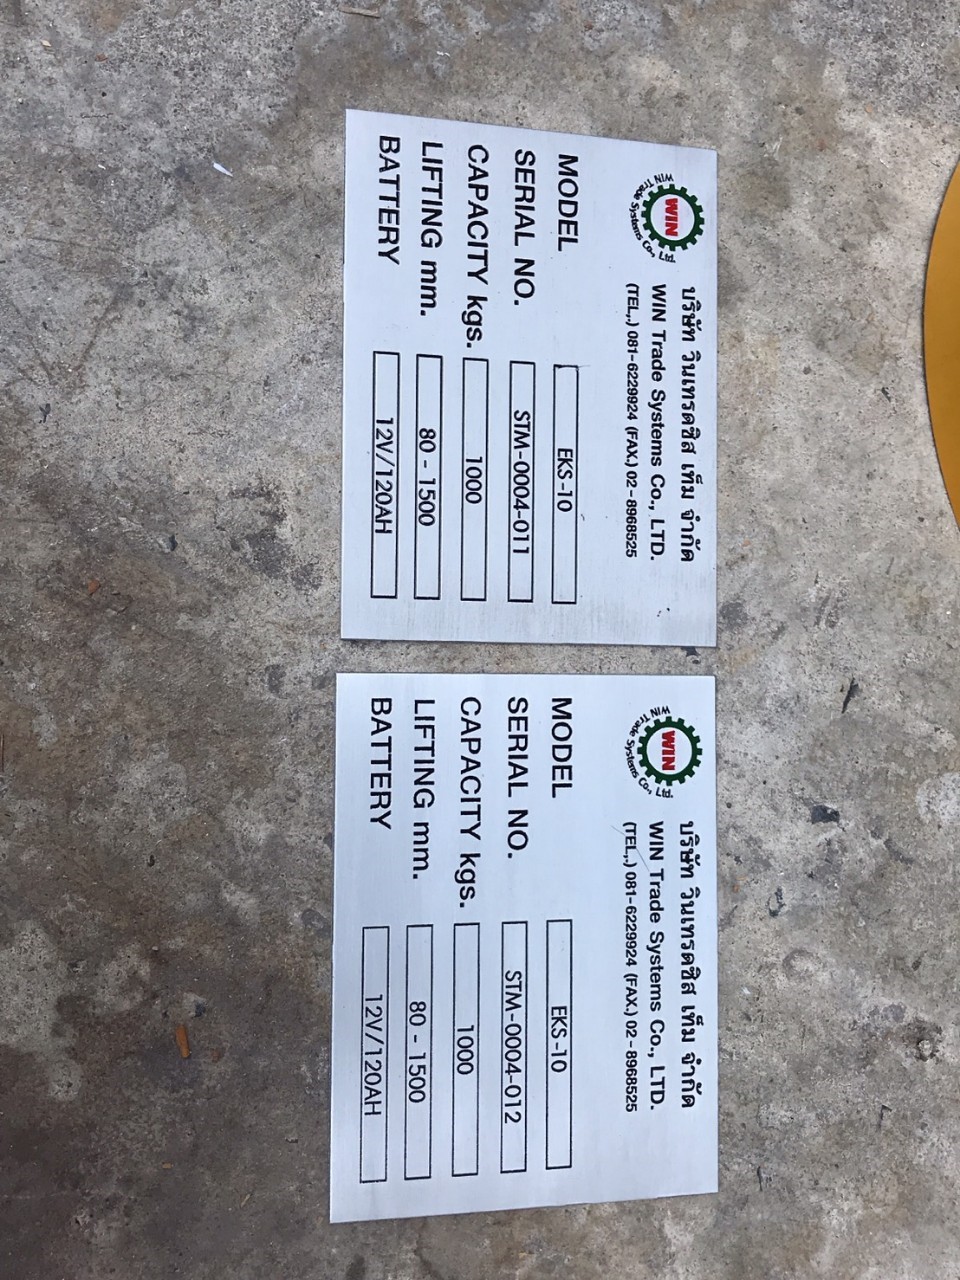 WIN
WIN Trade Systems Co., Ltd.
บริษัท วินเทรดซิส เท็ม จำกัด
WIN Trade Systems Co., LTD.
(TEL,.) 081-6229924 (FAX.) 02-8968525
MODEL EKS-10
SERIAL NO. STM-0004-011
CAPACITY kgs. 1000
LIFTING mm. 80 - 1500
BATTERY 12V/120AH
WIN
WIN Trade Systems Co., Ltd.
บริษัท วินเทรดซิส เท็ม จำกัด
WIN Trade Systems Co., LTD.
(TEL,.) 081-6229924 (FAX.) 02-8968525
MODEL EKS-10
SERIAL NO. STM-0004-012
CAPACITY kgs. 1000
LIFTING mm. 80 - 1500
BATTERY 12V/120AH